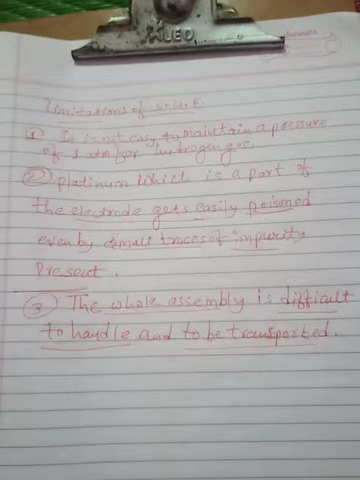 KLEO
Limitations of S.H.E.
① It is not easy to maintain a pressure
of 1 atm for hydrogen gas.
② Platinum which is a part of
the electrode gets easily poisoned
even by small traces of impurity
present.
③ The whole assembly is difficult
to handle and to be transported.